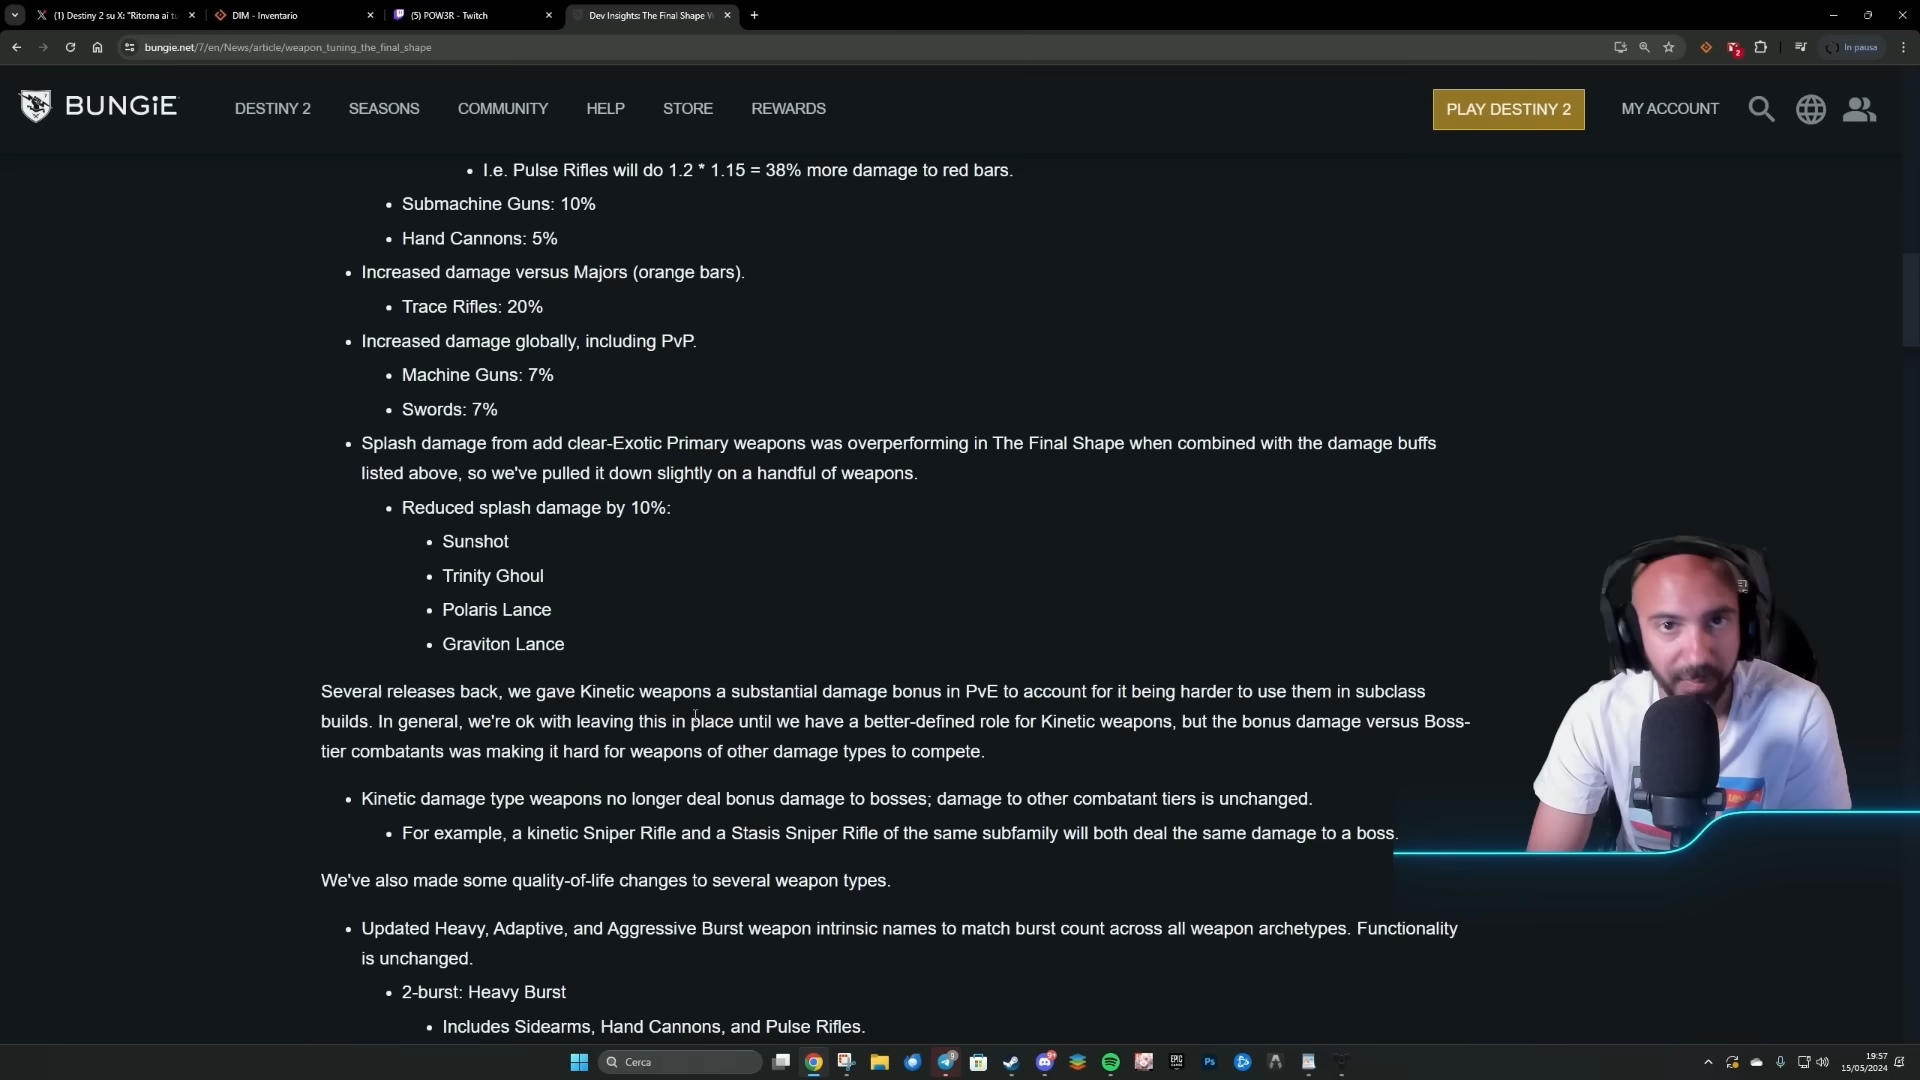 (1) Destiny 2 su X: "Ritorna ai tu
DIM - Inventario
(5) POW3R - Twitch
Dev Insights: The Final Shape W
bungie.net/7/en/News/article/weapon_tuning_the_final_shape
2
In pausa
BUNGiE
DESTINY 2
SEASONS
COMMUNITY
HELP
STORE
REWARDS
PLAY DESTINY 2
MY ACCOUNT
• I.e. Pulse Rifles will do 1.2 * 1.15 = 38% more damage to red bars.
• Submachine Guns: 10%
• Hand Cannons: 5%
• Increased damage versus Majors (orange bars).
• Trace Rifles: 20%
• Increased damage globally, including PvP.
• Machine Guns: 7%
• Swords: 7%
• Splash damage from add clear-Exotic Primary weapons was overperforming in The Final Shape when combined with the damage buffs
listed above, so we've pulled it down slightly on a handful of weapons.
• Reduced splash damage by 10%:
• Sunshot
• Trinity Ghoul
• Polaris Lance
• Graviton Lance
Several releases back, we gave Kinetic weapons a substantial damage bonus in PvE to account for it being harder to use them in subclass
builds. In general, we're ok with leaving this in place until we have a better-defined role for Kinetic weapons, but the bonus damage versus Boss-
tier combatants was making it hard for weapons of other damage types to compete.
• Kinetic damage type weapons no longer deal bonus damage to bosses; damage to other combatant tiers is unchanged.
• For example, a kinetic Sniper Rifle and a Stasis Sniper Rifle of the same subfamily will both deal the same damage to a boss.
We've also made some quality-of-life changes to several weapon types.
• Updated Heavy, Adaptive, and Aggressive Burst weapon intrinsic names to match burst count across all weapon archetypes. Functionality
is unchanged.
• 2-burst: Heavy Burst
• Includes Sidearms, Hand Cannons, and Pulse Rifles.
Cerca
EPIC
Ps
19:57
15/05/2024